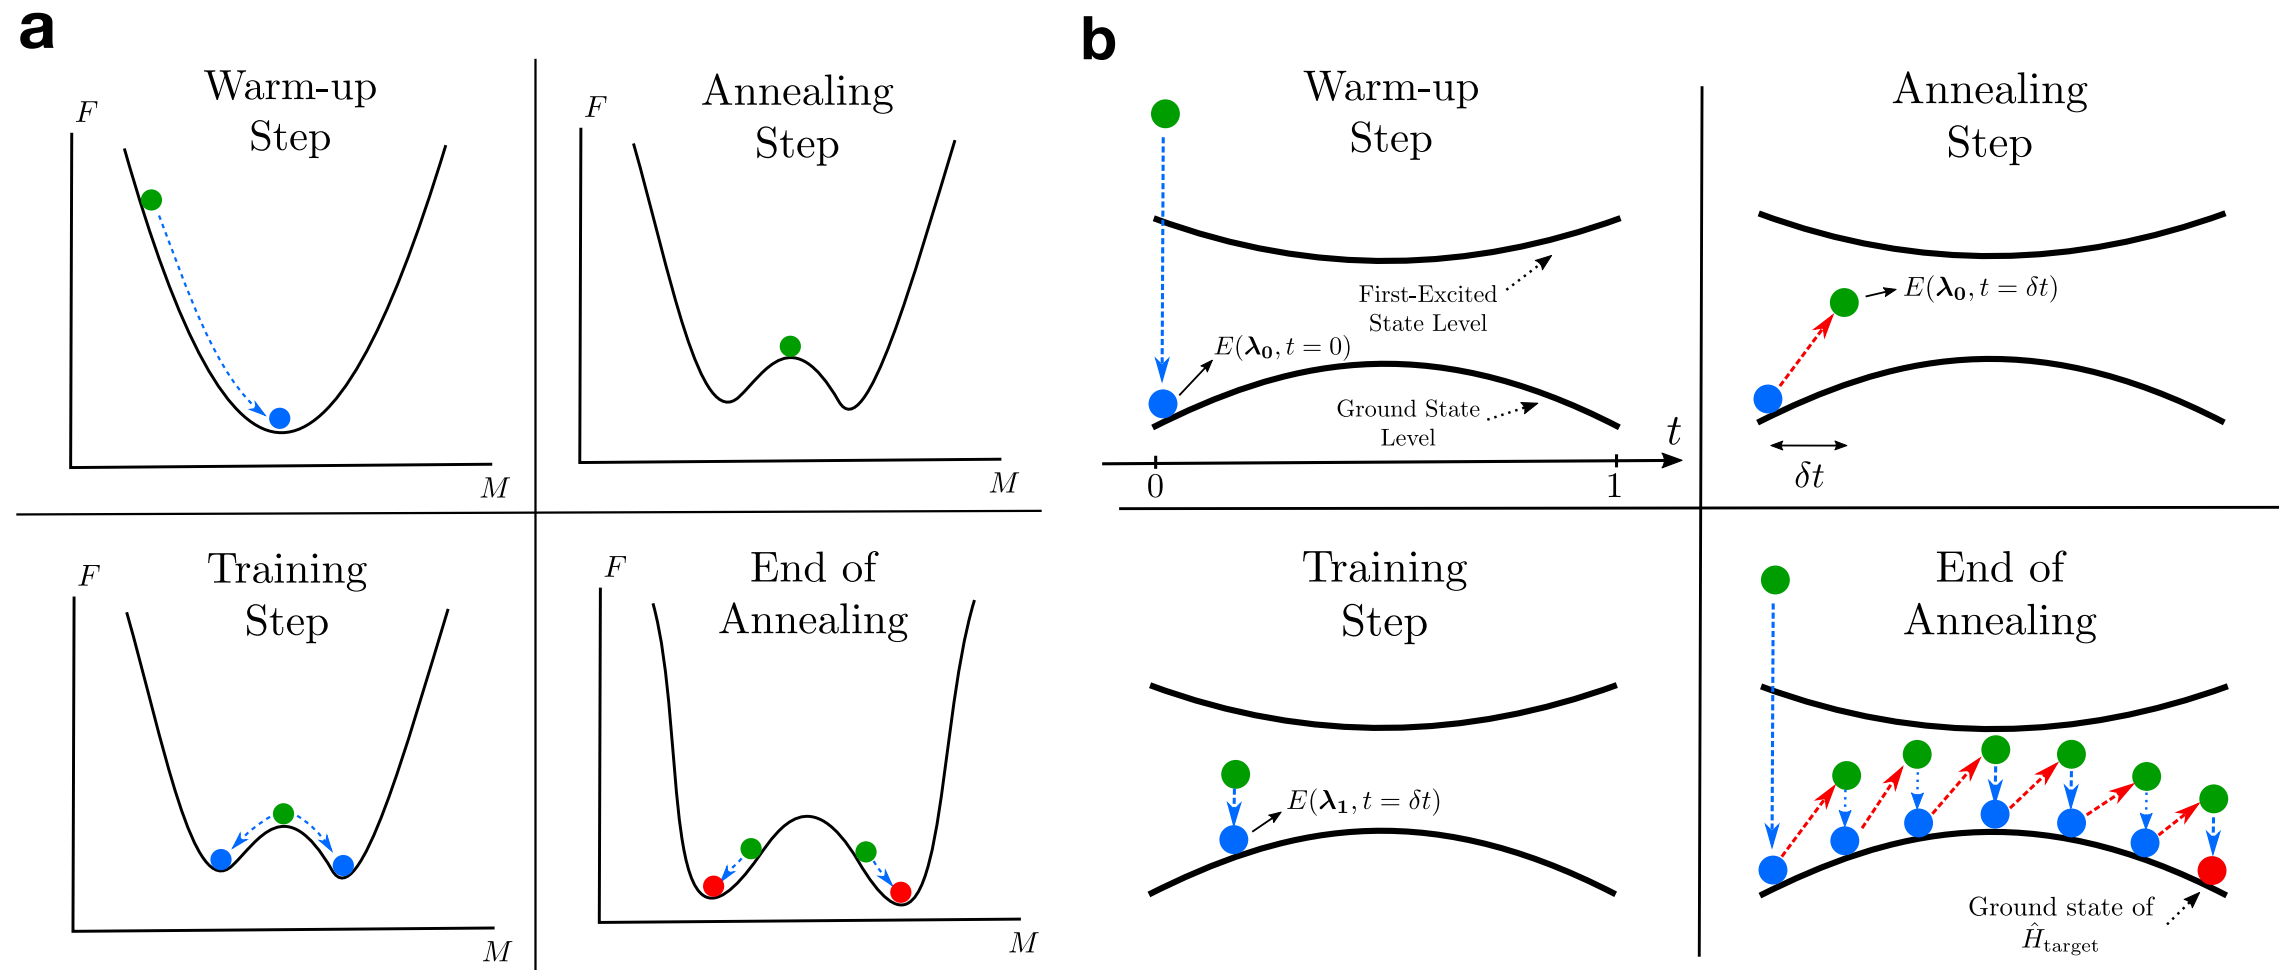 a
Warm-up
Step
F
M
Annealing
Step
F
M
Training
Step
F
M
End of
Annealing
F
M
b
Warm-up
Step
First-Excited
State Level
E(λ₀, t = 0)
Ground State
Level
t
0
1
Annealing
Step
E(λ₀, t = δt)
δt
Training
Step
E(λ₁, t = δt)
End of
Annealing
Ground state of
Ĥ_target